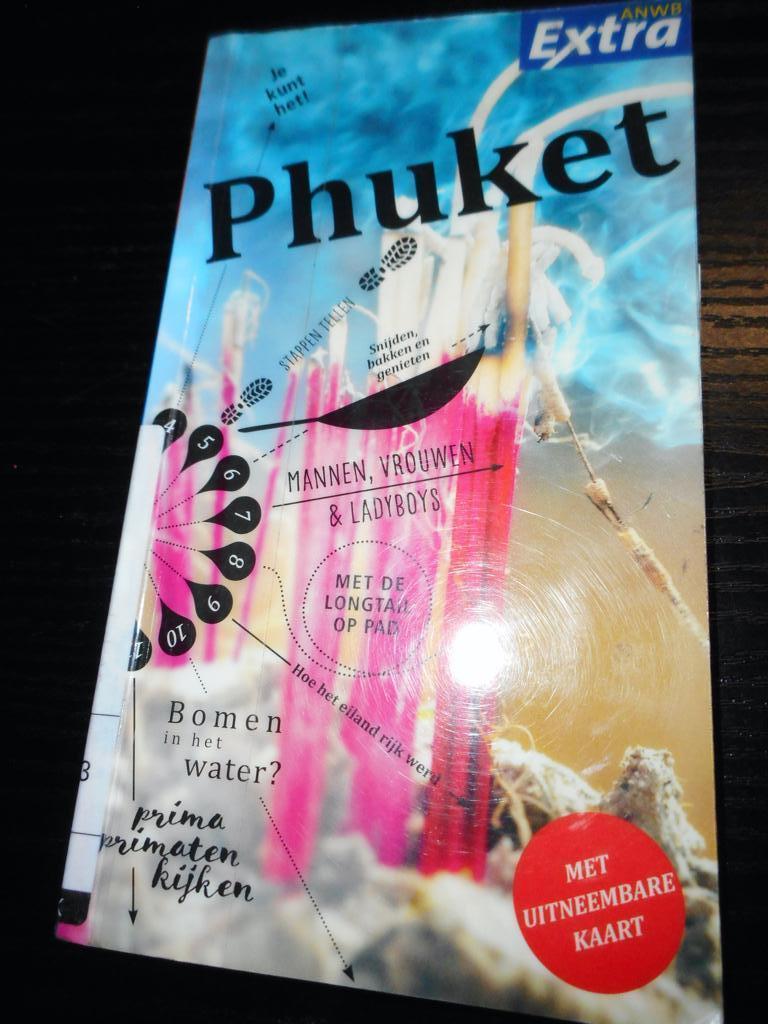 ANWB
Extra
Je
kunt
het!
Phuket
STAPPEN TELLEN
Snijden,
bakken en
genieten
4
5
6
7
8
9
10
MANNEN, VROUWEN
& LADYBOYS
MET DE
LONGTAIL
OP PAD
Hoe het eiland rijk werd
Bomen
in het
water?
prima
primaten
kijken
3
K
MET
UITNEEMBARE
KAART